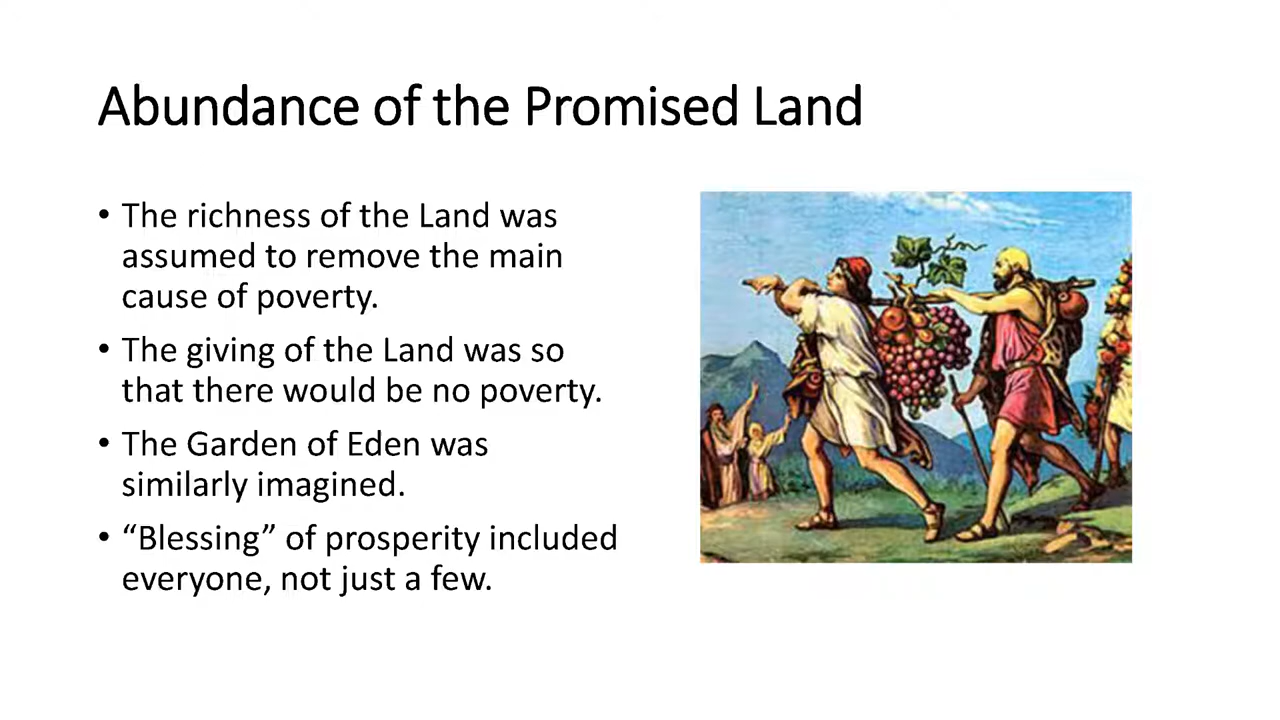 Abundance of the Promised Land
• The richness of the Land was
assumed to remove the main
cause of poverty.
• The giving of the Land was so
that there would be no poverty.
• The Garden of Eden was
similarly imagined.
• “Blessing” of prosperity included
everyone, not just a few.